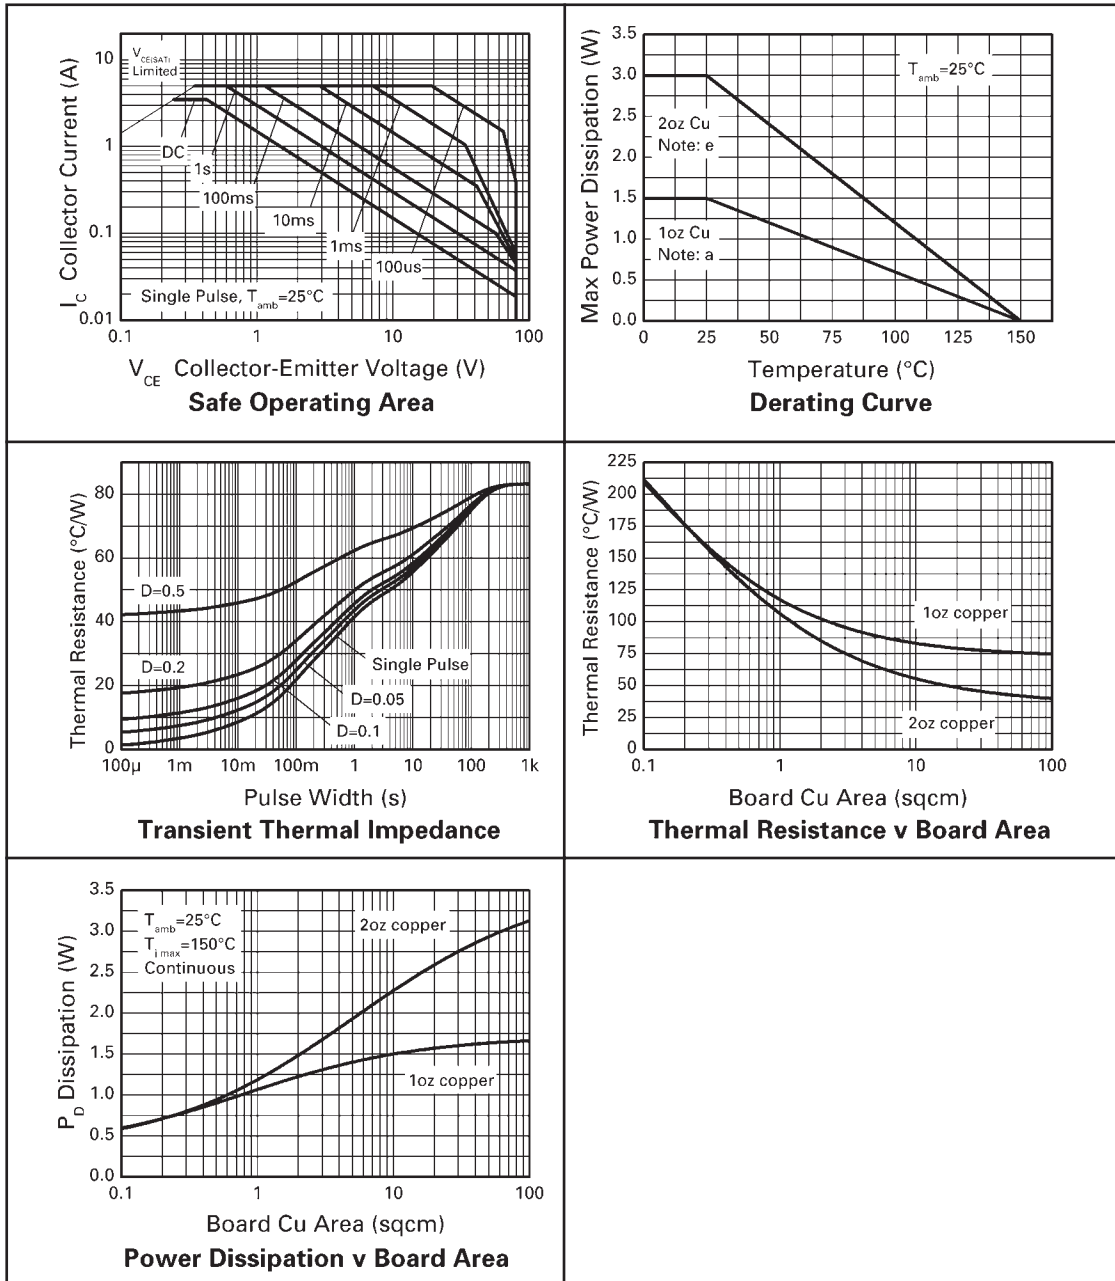 10
1
0.1
0.01
I_C Collector Current (A)
V_CE(SAT)
Limited
DC
1s
100ms
10ms
1ms
100us
Single Pulse, T_amb=25°C
0.1 1 10 100
V_CE Collector-Emitter Voltage (V)
Safe Operating Area
3.5
3.0
2.5
2.0
1.5
1.0
0.5
0.0
Max Power Dissipation (W)
T_amb=25°C
2oz Cu
Note: e
1oz Cu
Note: a
0 25 50 75 100 125 150
Temperature (°C)
Derating Curve
80
60
40
20
0
Thermal Resistance (°C/W)
D=0.5
D=0.2
Single Pulse
D=0.05
D=0.1
100µ 1m 10m 100m 1 10 100 1k
Pulse Width (s)
Transient Thermal Impedance
225
200
175
150
125
100
75
50
25
0
Thermal Resistance (°C/W)
1oz copper
2oz copper
0.1 1 10 100
Board Cu Area (sqcm)
Thermal Resistance v Board Area
3.5
3.0
2.5
2.0
1.5
1.0
0.5
0.0
P_D Dissipation (W)
T_amb=25°C
T_j max=150°C
Continuous
2oz copper
1oz copper
0.1 1 10 100
Board Cu Area (sqcm)
Power Dissipation v Board Area